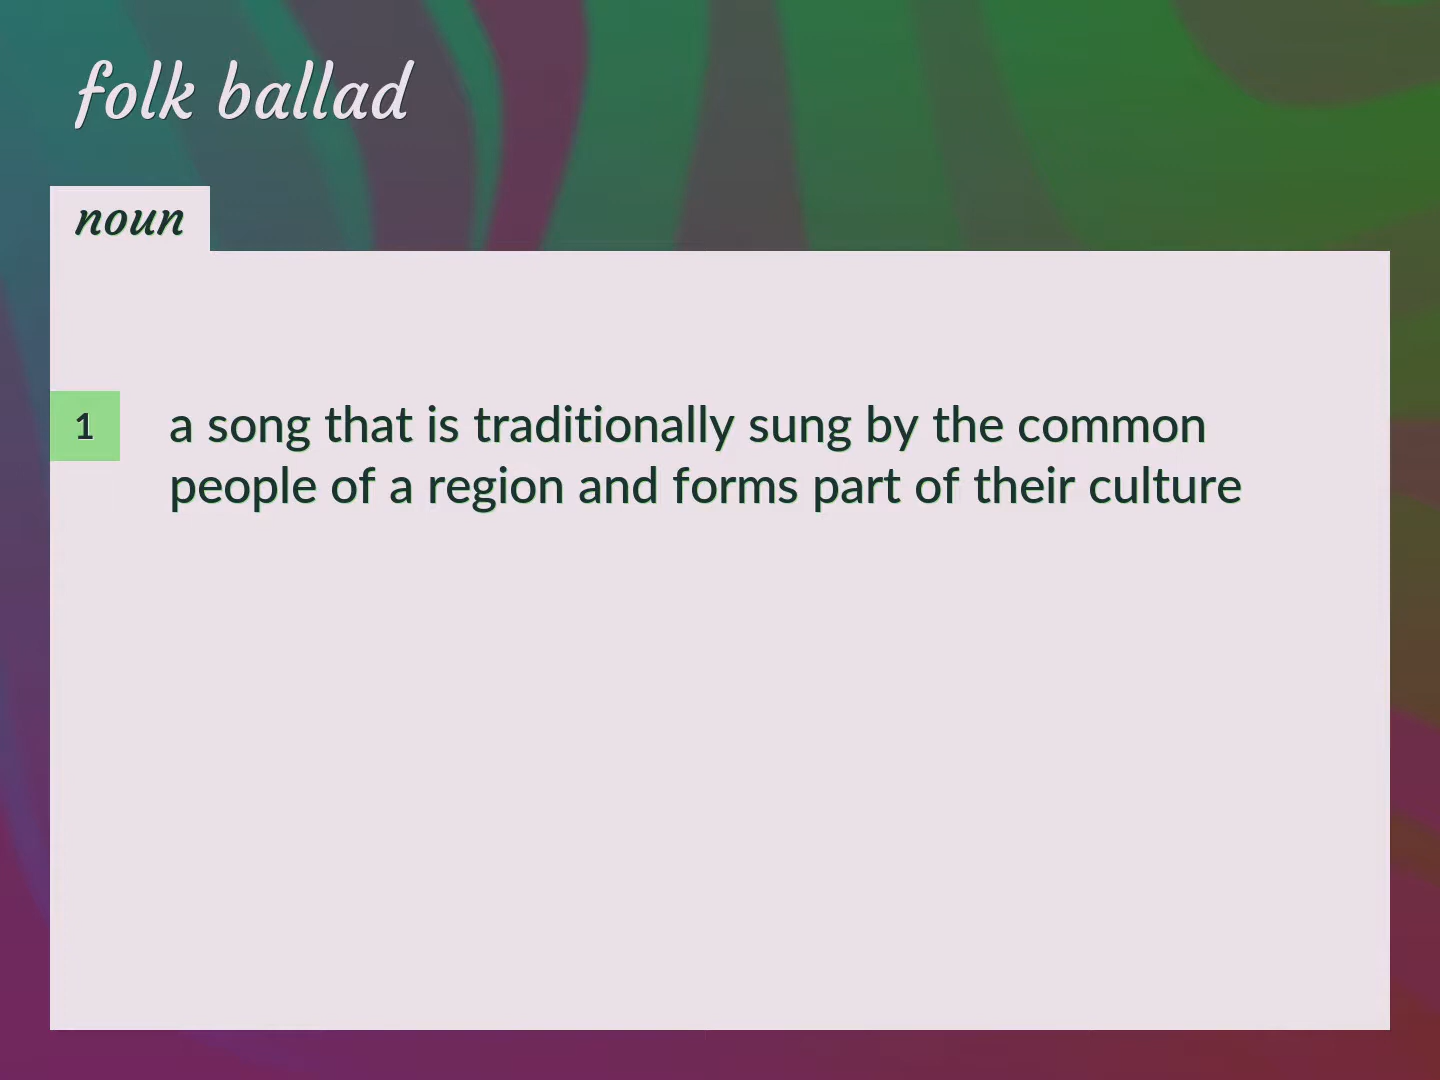 folk ballad
noun
1
a song that is traditionally sung by the common
people of a region and forms part of their culture